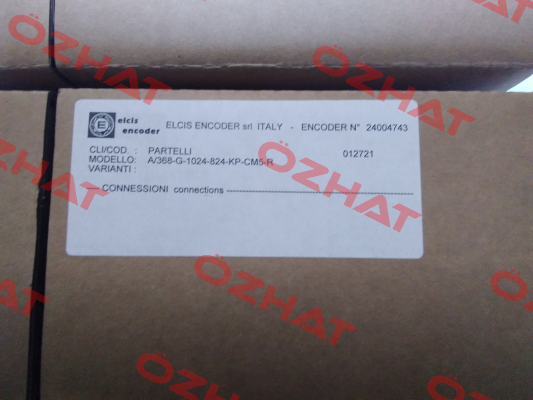 elcis
encoder
ELCIS ENCODER srl ITALY - ENCODER N° 24004743
CLI/COD. : PARTELLI 012721
MODELLO: A/368-G-1024-824-KP-CM5-R
VARIANTI :
---- CONNESSIONI connections ----
ÖZHAT
ÖZHAT
ÖZHAT
ÖZHAT
ÖZHAT
ÖZHAT